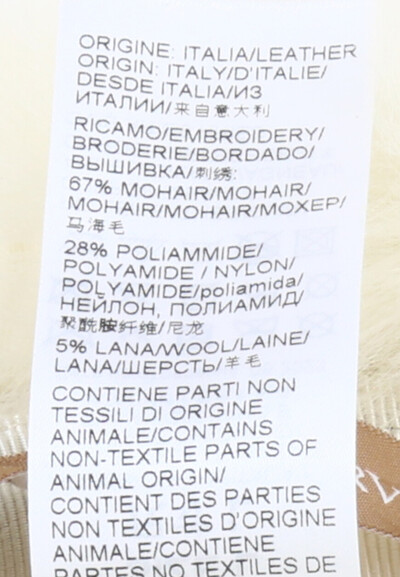 ORIGINE: ITALIA/LEATHER
ORIGIN: ITALY/D'ITALIE/
DESDE ITALIA/ИЗ
ИТАЛИИ/来自意大利
RICAMO/EMBROIDERY/
BRODERIE/BORDADO/
ВЫШИВКА/刺绣:
67% MOHAIR/MOHAIR/
MOHAIR/MOHAIR/МОХЕР/
马海毛
28% POLIAMMIDE/
POLYAMIDE / NYLON/
POLYAMIDE/poliamida/
НЕЙЛОН, ПОЛИАМИД/
聚酰胺纤维/尼龙
5% LANA/WOOL/LAINE/
LANA/ШЕРСТЬ/羊毛
CONTIENE PARTI NON
TESSILI DI ORIGINE
ANIMALE/CONTAINS
NON-TEXTILE PARTS OF
ANIMAL ORIGIN/
CONTIENT DES PARTIES
NON TEXTILES D'ORIGINE
ANIMALE/CONTIENE
PARTES NO TEXTILES DE